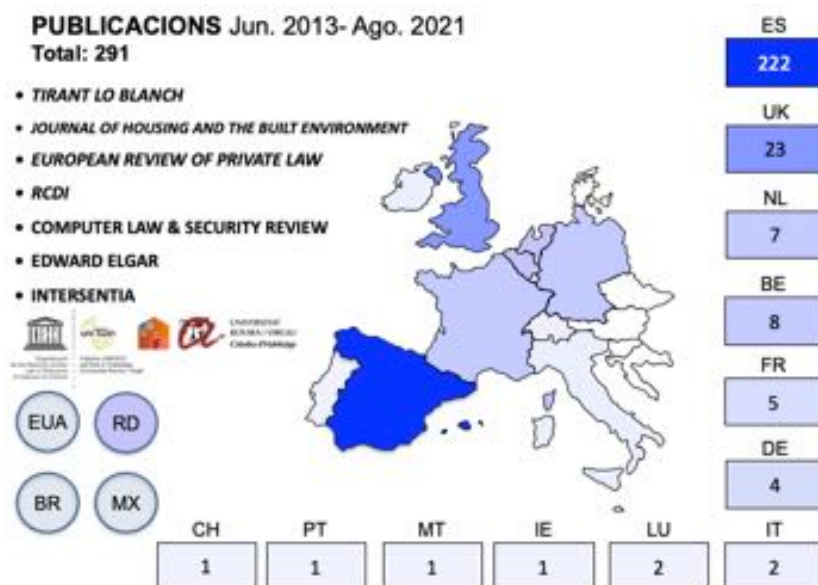 PUBLICACIONS Jun. 2013- Ago. 2021
Total: 291
• TIRANT LO BLANCH
• JOURNAL OF HOUSING AND THE BUILT ENVIRONMENT
• EUROPEAN REVIEW OF PRIVATE LAW
• RCDI
• COMPUTER LAW & SECURITY REVIEW
• EDWARD ELGAR
• INTERSENTIA
UNIVERSITAT
ROVIRA i VIRGILI
EUA
RD
BR
MX
ES
222
UK
23
NL
7
BE
8
FR
5
DE
4
CH
1
PT
1
MT
1
IE
1
LU
2
IT
2